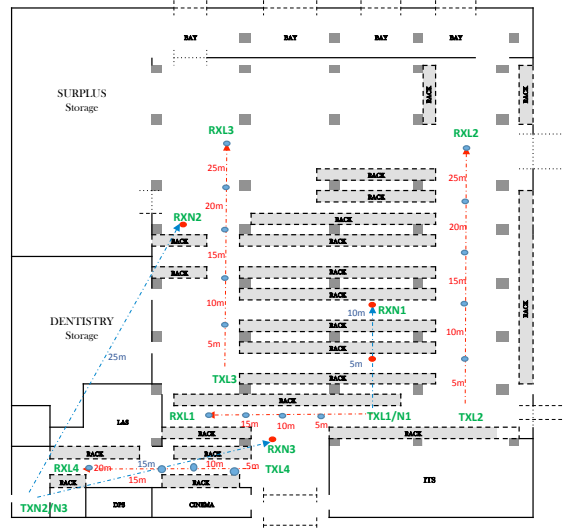 BAY BAY BAY BAY
SURPLUS
Storage
RACK
RACK
RXL3
RXL2
25m
RACK
25m
RACK
20m
RXN2
RACK
20m
RACK
RACK
RACK
15m
15m
RACK
RACK
RACK
10m
RXN1
10m
DENTISTRY
Storage
RACK
10m
5m
RACK
25m
5m
TXL3
RACK
5m
RACK
RXL1
15m
10m
5m
TXL1/N1
TXL2
LAS
RACK
RACK
RACK
RACK
RXN3
RXL4
20m
15m
10m
5m
TXL4
RACK
15m
RACK
ITS
TXN2/N3
DPS
CINEMA